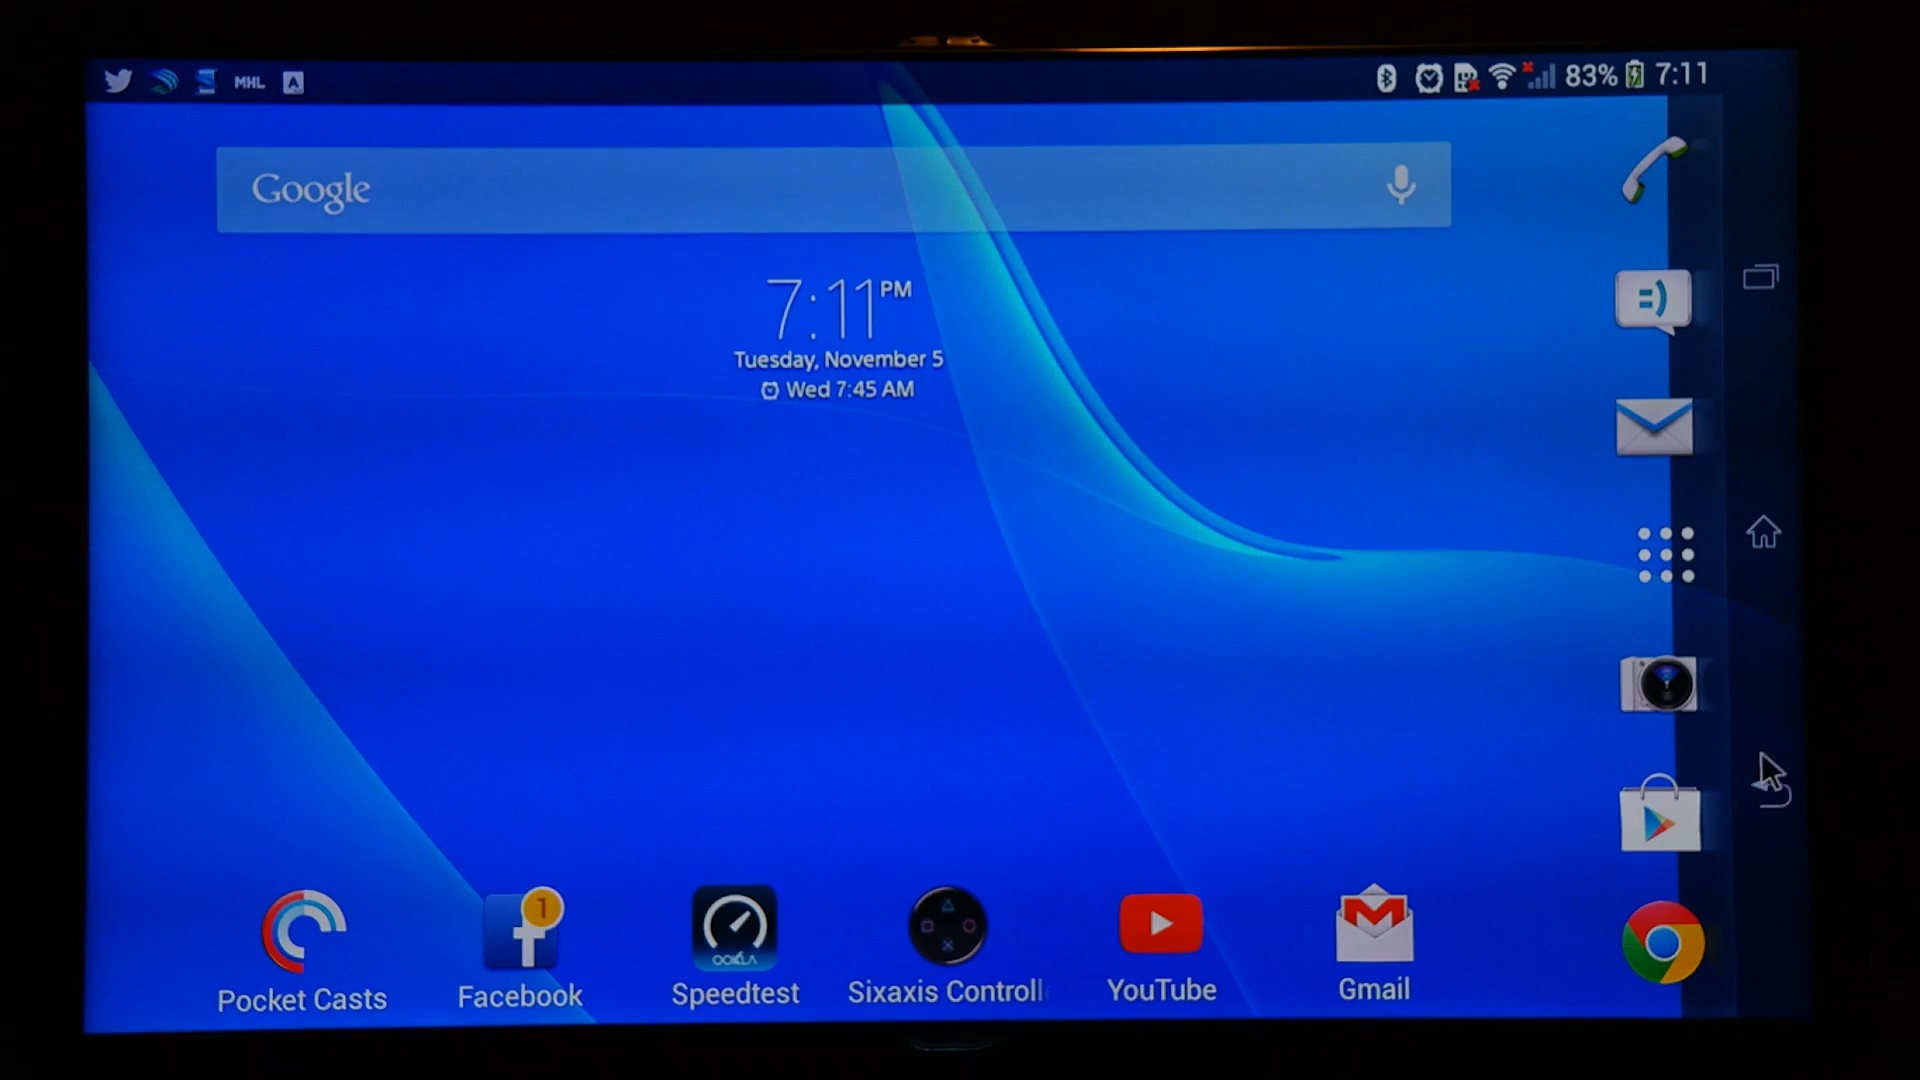 MHL A 83% 7:11
Google
7:11 PM
Tuesday, November 5
Wed 7:45 AM
=)
1
OOKLA
Pocket Casts Facebook Speedtest Sixaxis Controll YouTube Gmail